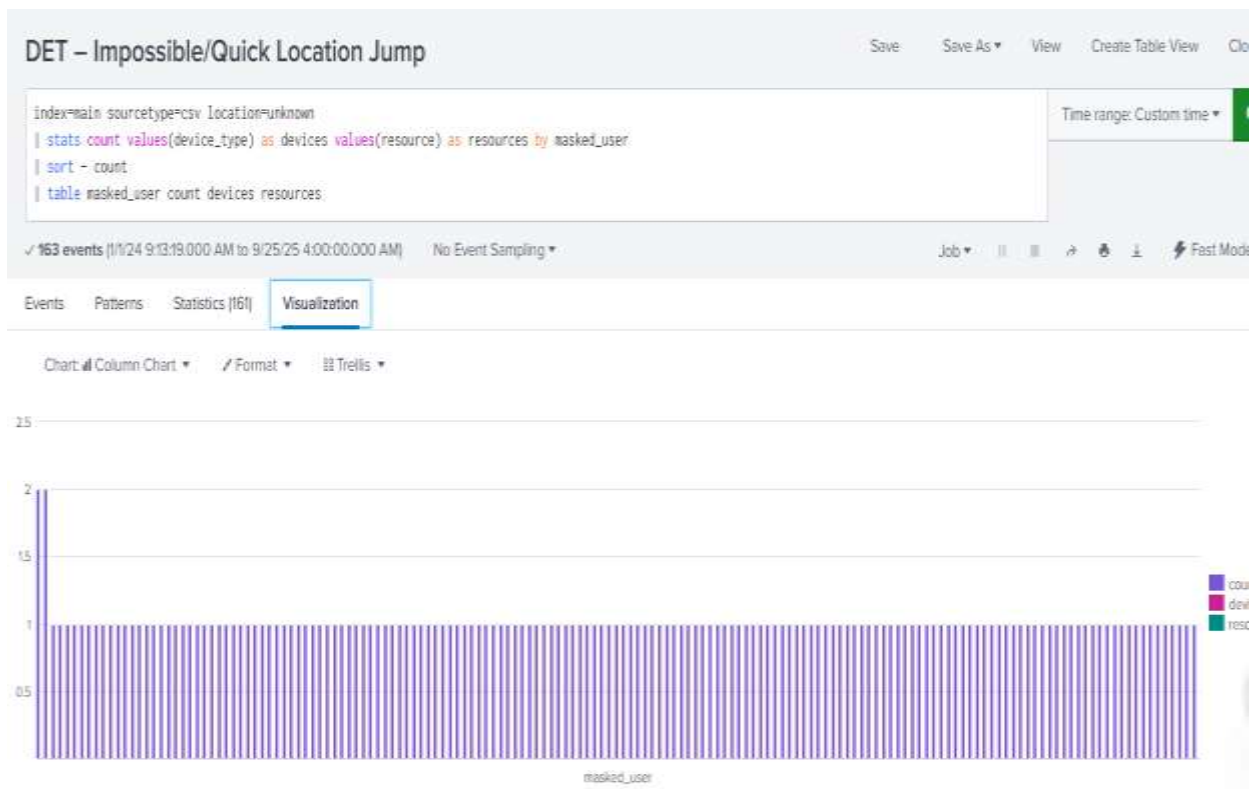 DET – Impossible/Quick Location Jump
Save Save As ▾ View Create Table View Clo
index=main sourcetype=csv location=unknown
| stats count values(device_type) as devices values(resource) as resources by masked_user
| sort - count
| table masked_user count devices resources
Time range: Custom time ▾
✓ 163 events (1/1/24 9:13:19.000 AM to 9/25/25 4:00:00.000 AM) No Event Sampling ▾
Job ▾ Fast Mode
Events Patterns Statistics (161) Visualization
Chart: Column Chart ▾ Format ▾ Trellis ▾
2.5
2
1.5
1
0.5
masked_user
cou
devi
reso